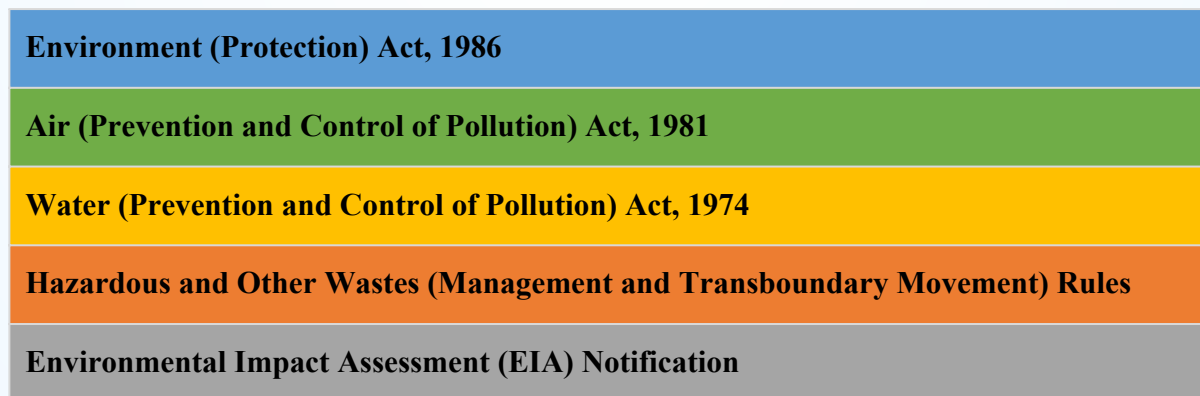 Environment (Protection) Act, 1986
Air (Prevention and Control of Pollution) Act, 1981
Water (Prevention and Control of Pollution) Act, 1974
Hazardous and Other Wastes (Management and Transboundary Movement) Rules
Environmental Impact Assessment (EIA) Notification